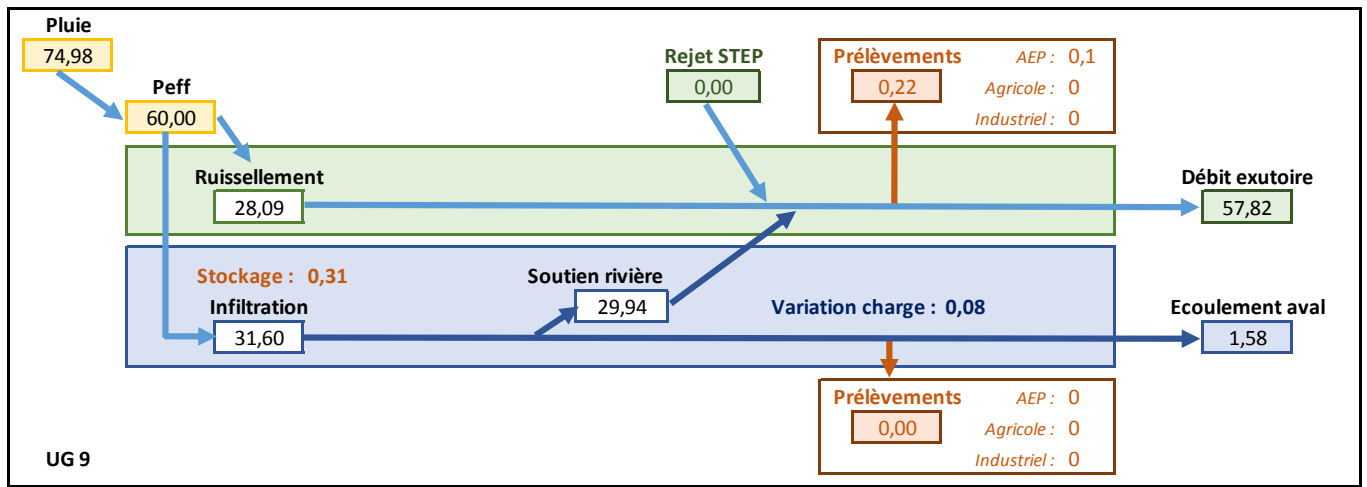 Pluie
74,98
Peff
60,00
Rejet STEP
0,00
Prélèvements
0,22
AEP : 0,1
Agricole : 0
Industriel : 0
Ruissellement
28,09
Débit exutoire
57,82
Stockage : 0,31
Infiltration
31,60
Soutien rivière
29,94
Variation charge : 0,08
Ecoulement aval
1,58
Prélèvements
0,00
AEP : 0
Agricole : 0
Industriel : 0
UG 9